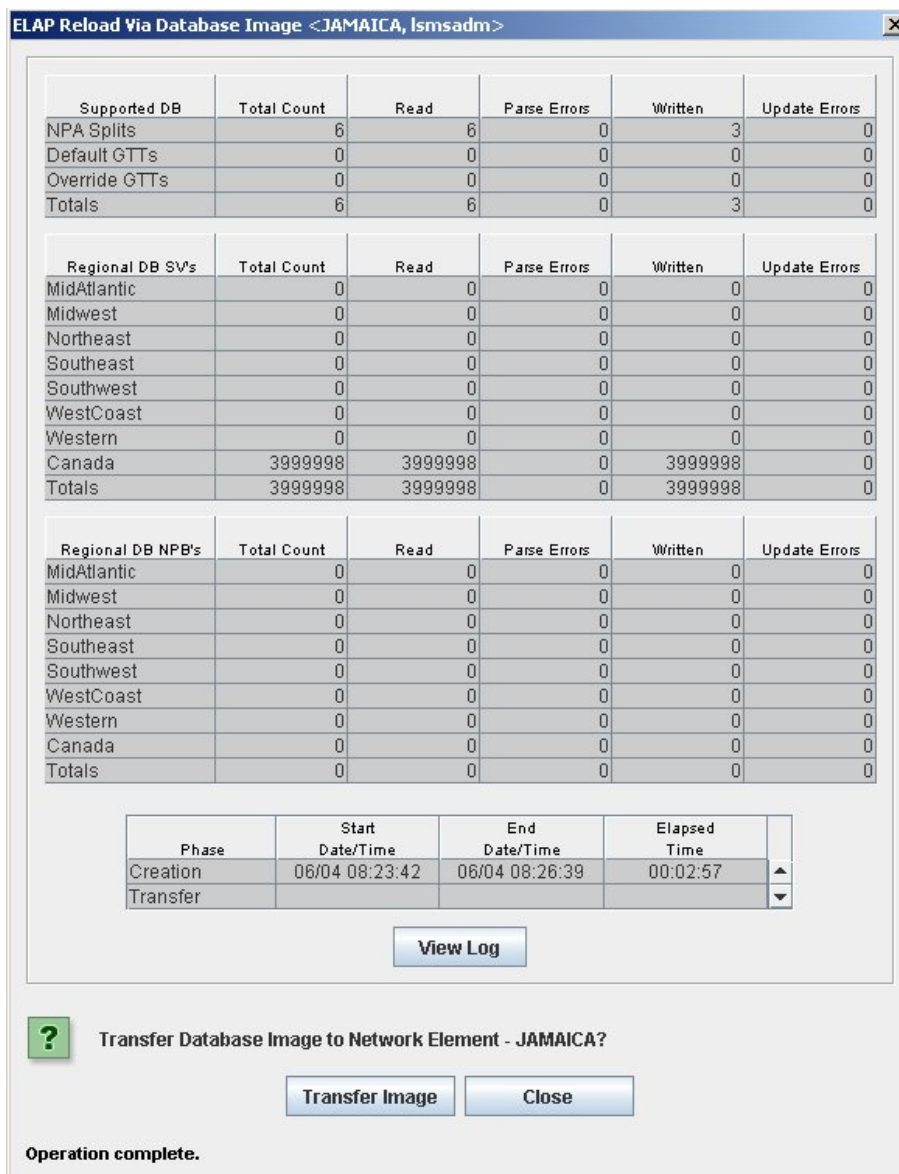 ELAP Reload Via Database Image <JAMAICA, lsmsadm>
Supported DB Total Count Read Parse Errors Written Update Errors
NPA Splits 6 6 0 3 0
Default GTTs 0 0 0 0 0
Override GTTs 0 0 0 0 0
Totals 6 6 0 3 0
Regional DB SV's Total Count Read Parse Errors Written Update Errors
MidAtlantic 0 0 0 0 0
Midwest 0 0 0 0 0
Northeast 0 0 0 0 0
Southeast 0 0 0 0 0
Southwest 0 0 0 0 0
WestCoast 0 0 0 0 0
Western 0 0 0 0 0
Canada 3999998 3999998 0 3999998 0
Totals 3999998 3999998 0 3999998 0
Regional DB NPB's Total Count Read Parse Errors Written Update Errors
MidAtlantic 0 0 0 0 0
Midwest 0 0 0 0 0
Northeast 0 0 0 0 0
Southeast 0 0 0 0 0
Southwest 0 0 0 0 0
WestCoast 0 0 0 0 0
Western 0 0 0 0 0
Canada 0 0 0 0 0
Totals 0 0 0 0 0
Start End Elapsed
Phase Date/Time Date/Time Time
Creation 06/04 08:23:42 06/04 08:26:39 00:02:57
Transfer
View Log
? Transfer Database Image to Network Element - JAMAICA?
Transfer Image Close
Operation complete.